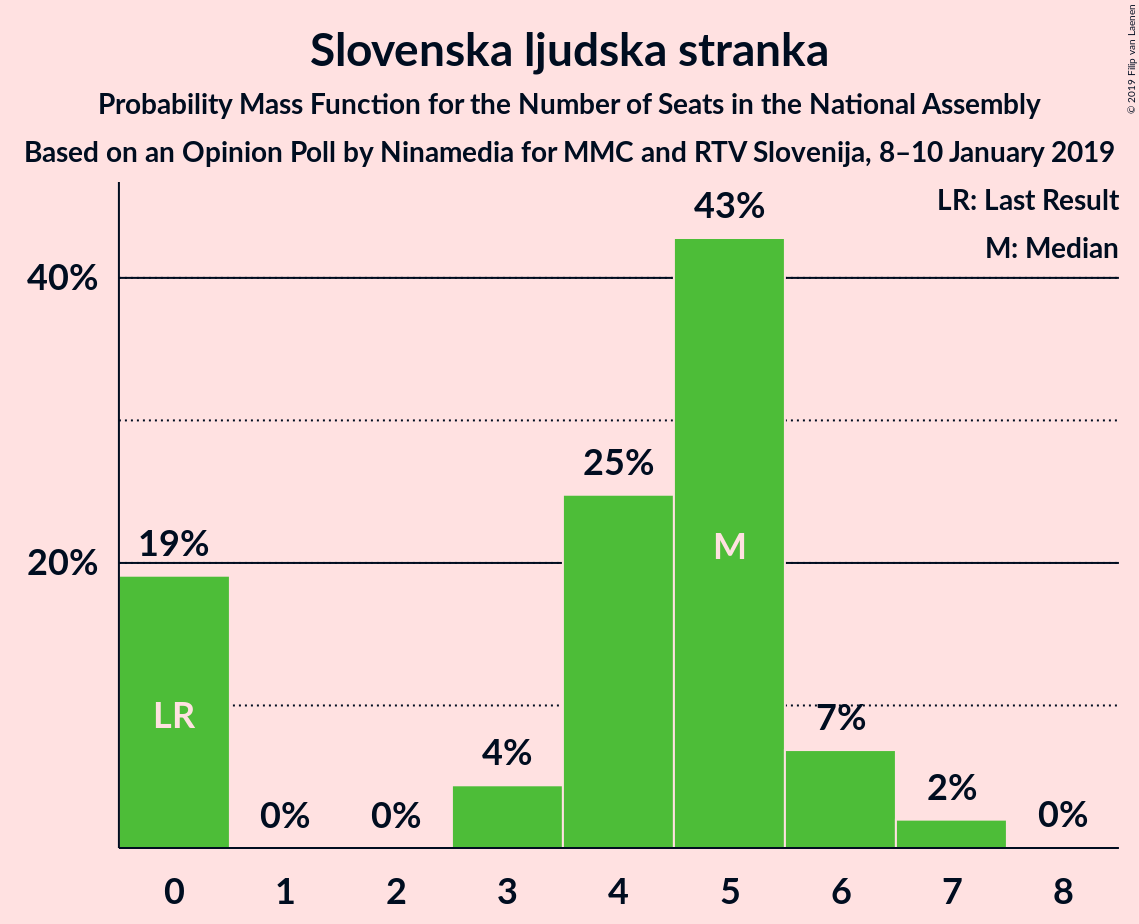 Slovenska ljudska stranka
Probability Mass Function for the Number of Seats in the National Assembly
Based on an Opinion Poll by Ninamedia for MMC and RTV Slovenija, 8–10 January 2019
© 2019 Filip van Laenen
LR: Last Result
M: Median
40%
20%
19%
0%
0%
4%
25%
43%
7%
2%
0%
LR
M
0 1 2 3 4 5 6 7 8